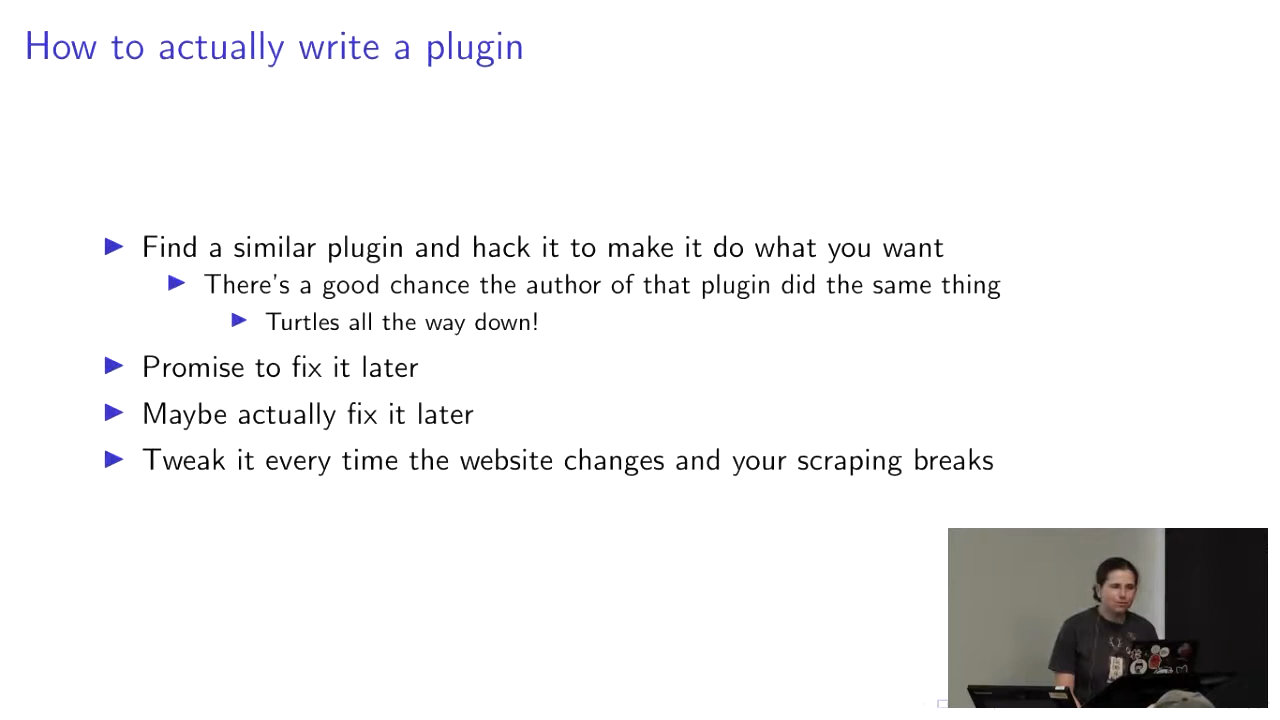 How to actually write a plugin
Find a similar plugin and hack it to make it do what you want
There's a good chance the author of that plugin did the same thing
Turtles all the way down!
Promise to fix it later
Maybe actually fix it later
Tweak it every time the website changes and your scraping breaks